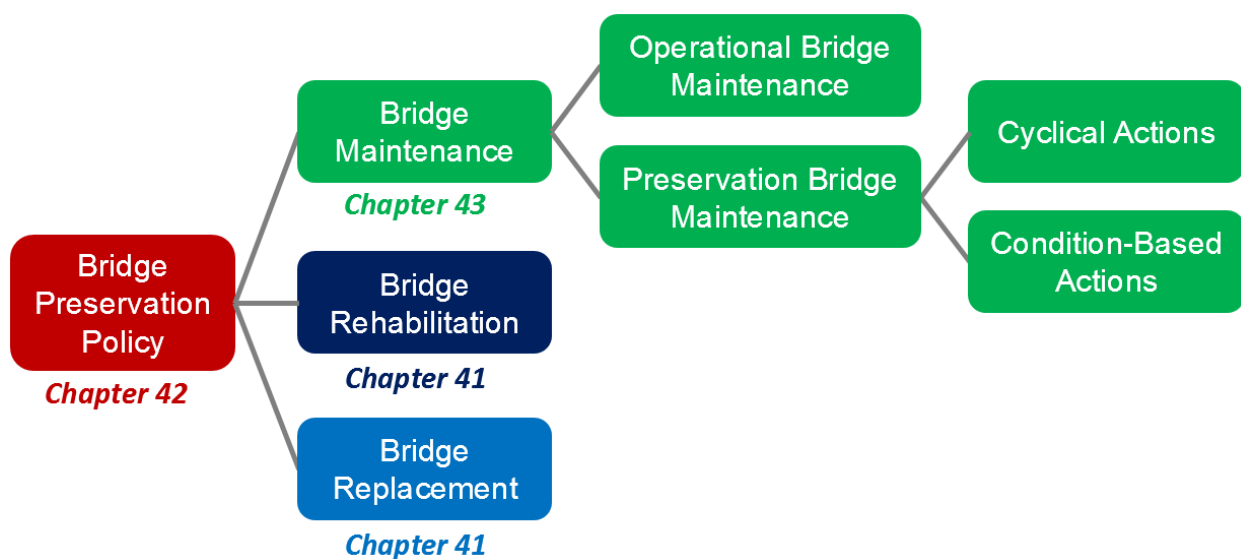 Bridge
Preservation
Policy
Chapter 42
Bridge
Maintenance
Chapter 43
Bridge
Rehabilitation
Chapter 41
Bridge
Replacement
Chapter 41
Operational Bridge
Maintenance
Preservation Bridge
Maintenance
Cyclical Actions
Condition-Based
Actions